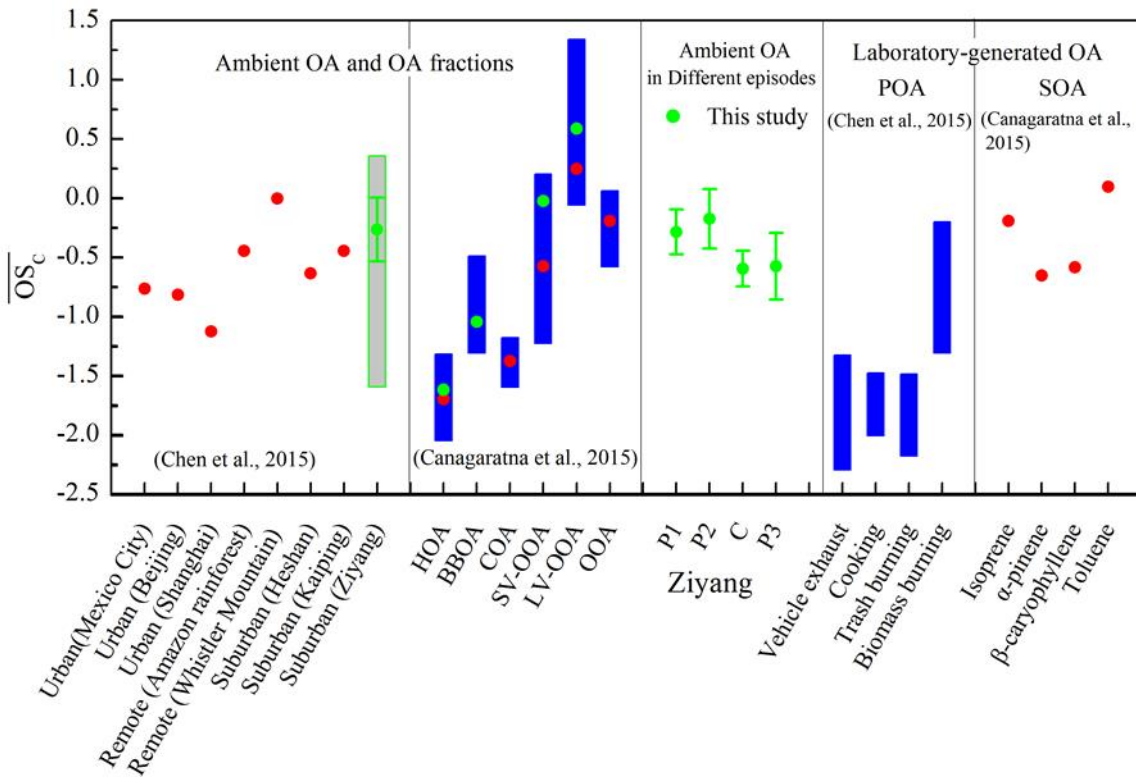 1.5
1.0
0.5
0.0
-0.5
-1.0
-1.5
-2.0
-2.5
OSC
Ambient OA and OA fractions
(Chen et al., 2015)
(Canagaratna et al., 2015)
Ambient OA
in Different episodes
This study
Laboratory-generated OA
POA
(Chen et al., 2015)
SOA
(Canagaratna et al.,
2015)
Urban(Mexico City)
Urban (Beijing)
Urban (Shanghai)
Remote (Amazon rainforest)
Remote (Whistler Mountain)
Suburban (Heshan)
Suburban (Kaiping)
Suburban (Ziyang)
HOA
BBOA
COA
SV-OOA
LV-OOA
OOA
P1
P2
C
P3
Ziyang
Vehicle exhaust
Cooking
Trash burning
Biomass burning
Isoprene
α-pinene
β-caryophyllene
Toluene